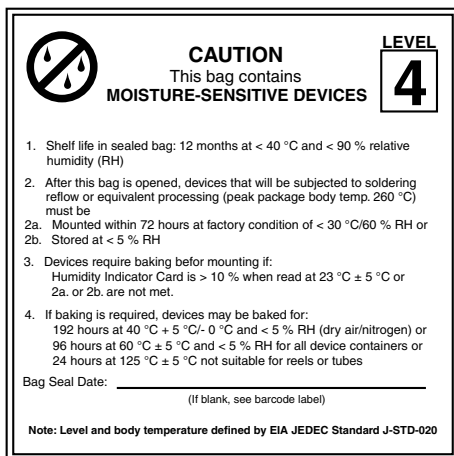 CAUTION
This bag contains
MOISTURE-SENSITIVE DEVICES
LEVEL
4
1. Shelf life in sealed bag: 12 months at < 40 °C and < 90 % relative
humidity (RH)
2. After this bag is opened, devices that will be subjected to soldering
reflow or equivalent processing (peak package body temp. 260 °C)
must be
2a. Mounted within 72 hours at factory condition of < 30 °C/60 % RH or
2b. Stored at < 5 % RH
3. Devices require baking befor mounting if:
Humidity Indicator Card is > 10 % when read at 23 °C ± 5 °C or
2a. or 2b. are not met.
4. If baking is required, devices may be baked for:
192 hours at 40 °C + 5 °C/- 0 °C and < 5 % RH (dry air/nitrogen) or
96 hours at 60 °C ± 5 °C and < 5 % RH for all device containers or
24 hours at 125 °C ± 5 °C not suitable for reels or tubes
Bag Seal Date:
(If blank, see barcode label)
Note: Level and body temperature defined by EIA JEDEC Standard J-STD-020